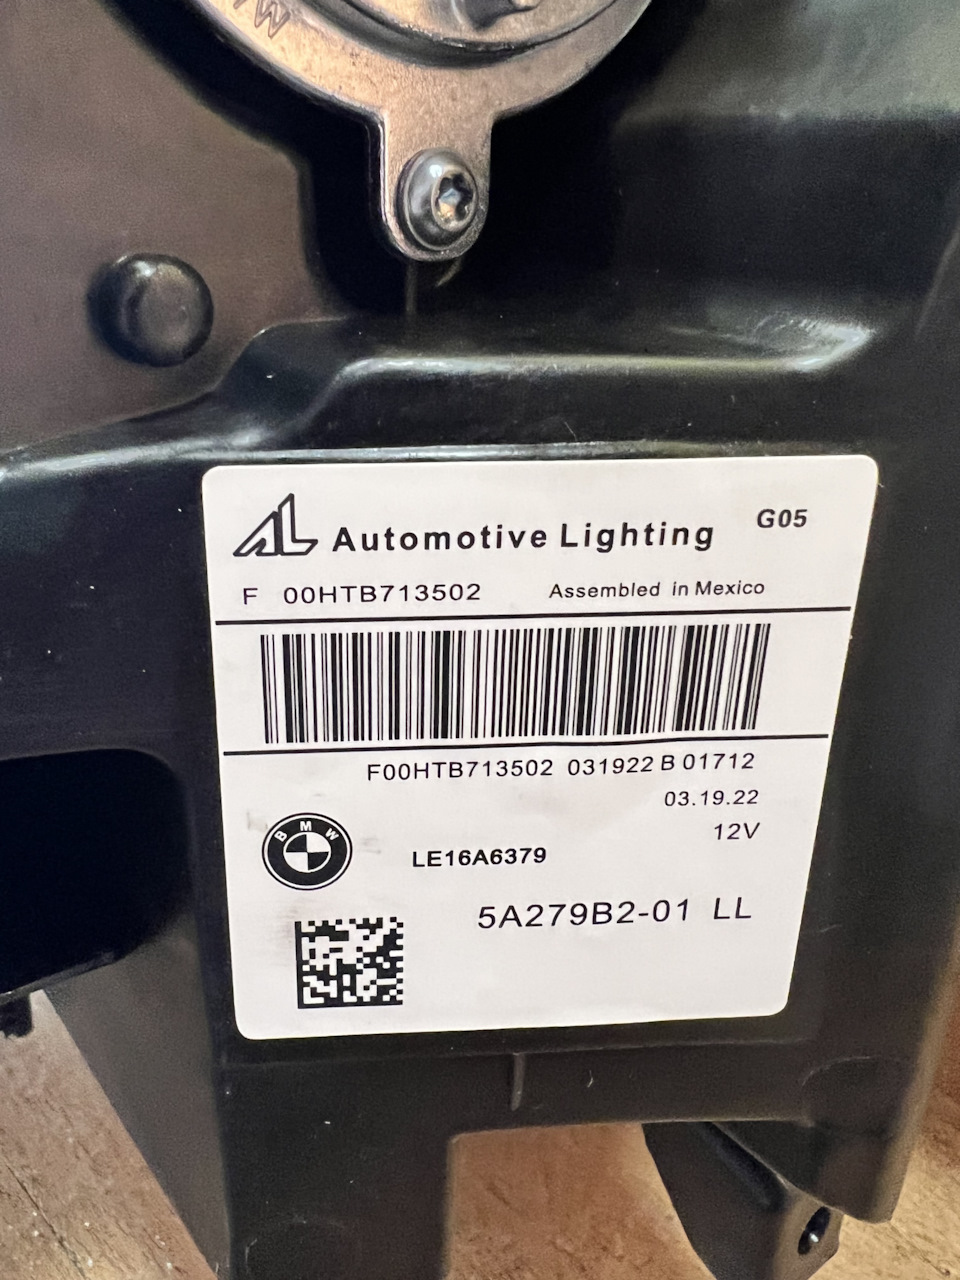 AL Automotive Lighting G05
F 00HTB713502 Assembled in Mexico
F00HTB713502 031922 B 01712
03.19.22
12V
BMW
LE16A6379
5A279B2-01 LL